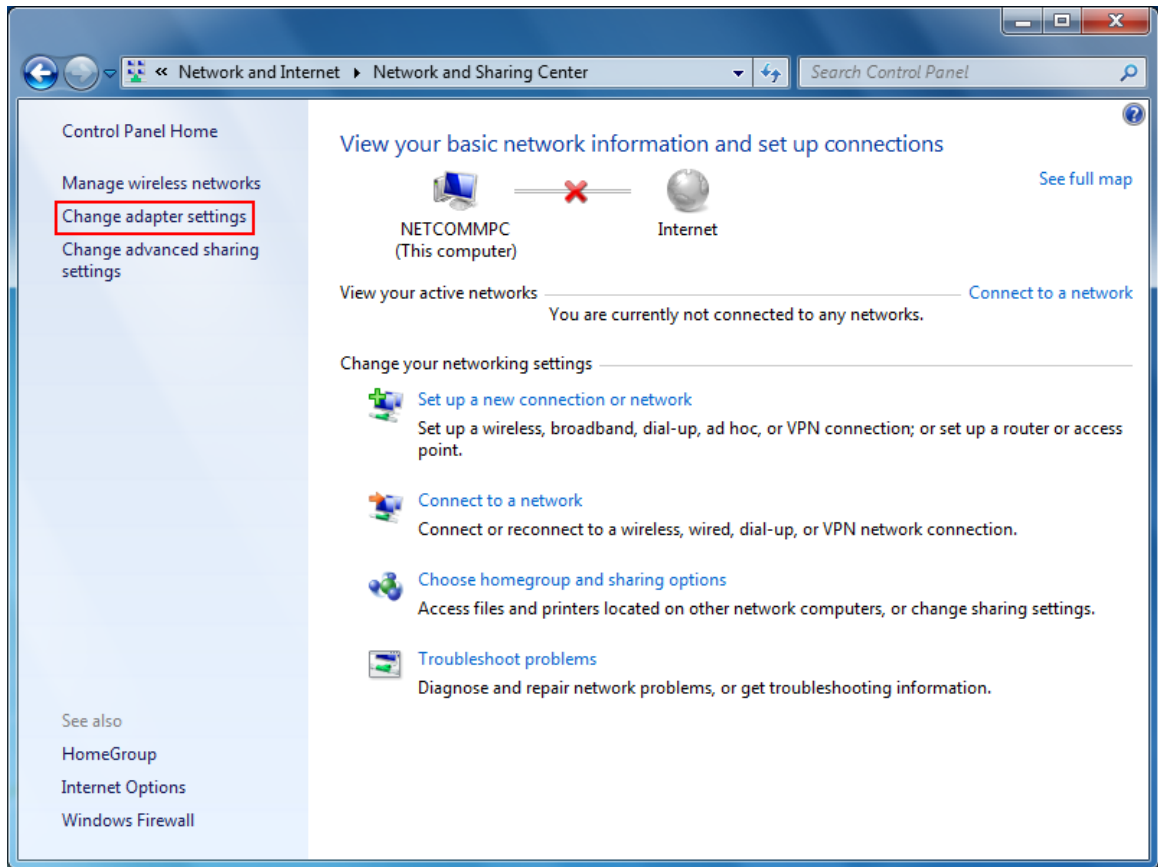 « Network and Internet ▸ Network and Sharing Center
Search Control Panel
Control Panel Home
Manage wireless networks
Change adapter settings
Change advanced sharing
settings
See also
HomeGroup
Internet Options
Windows Firewall
View your basic network information and set up connections
See full map
NETCOMMPC
(This computer)
Internet
View your active networks
Connect to a network
You are currently not connected to any networks.
Change your networking settings
Set up a new connection or network
Set up a wireless, broadband, dial-up, ad hoc, or VPN connection; or set up a router or access
point.
Connect to a network
Connect or reconnect to a wireless, wired, dial-up, or VPN network connection.
Choose homegroup and sharing options
Access files and printers located on other network computers, or change sharing settings.
Troubleshoot problems
Diagnose and repair network problems, or get troubleshooting information.